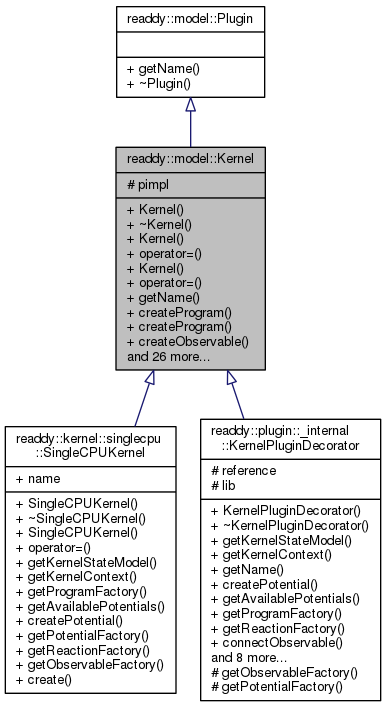 readdy::model::Plugin
+ getName()
+ ~Plugin()
readdy::model::Kernel
# pimpl
+ Kernel()
+ ~Kernel()
+ Kernel()
+ operator=()
+ Kernel()
+ operator=()
+ getName()
+ createProgram()
+ createProgram()
+ createObservable()
and 26 more...
readdy::kernel::singlecpu
::SingleCPUKernel
+ name
+ SingleCPUKernel()
+ ~SingleCPUKernel()
+ SingleCPUKernel()
+ operator=()
+ getKernelStateModel()
+ getKernelContext()
+ getProgramFactory()
+ getAvailablePotentials()
+ createPotential()
+ getPotentialFactory()
+ getReactionFactory()
+ getObservableFactory()
+ create()
readdy::plugin::_internal
::KernelPluginDecorator
# reference
# lib
+ KernelPluginDecorator()
+ ~KernelPluginDecorator()
+ getKernelStateModel()
+ getKernelContext()
+ getName()
+ createPotential()
+ getAvailablePotentials()
+ getProgramFactory()
+ getReactionFactory()
+ connectObservable()
and 8 more...
# getObservableFactory()
# getPotentialFactory()